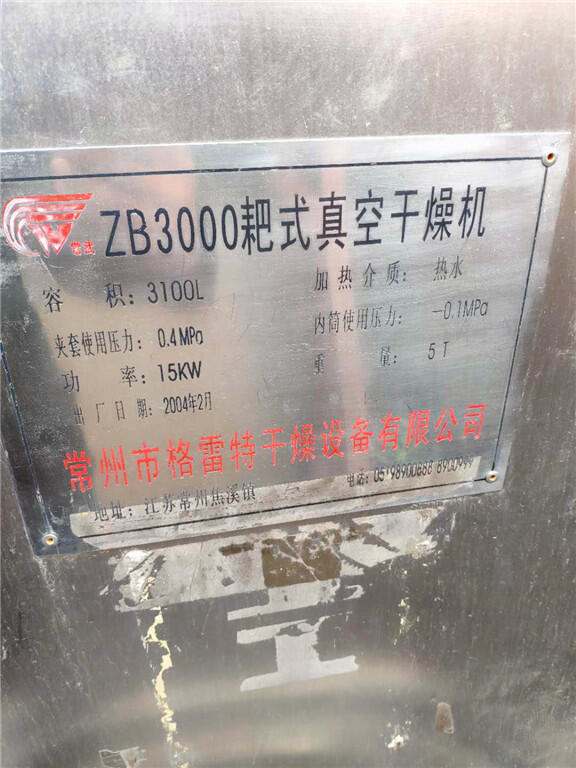 ZB3000耙式真空干燥机
容 积：3100L 加热介质：热水
夹套使用压力：0.4MPa 内筒使用压力：-0.1MPa
功 率：15KW 重 量：5T
出厂日期：2004年2月
常州市格雷特干燥设备有限公司
地址：江苏常州焦溪镇 电话：05198900888 8900999